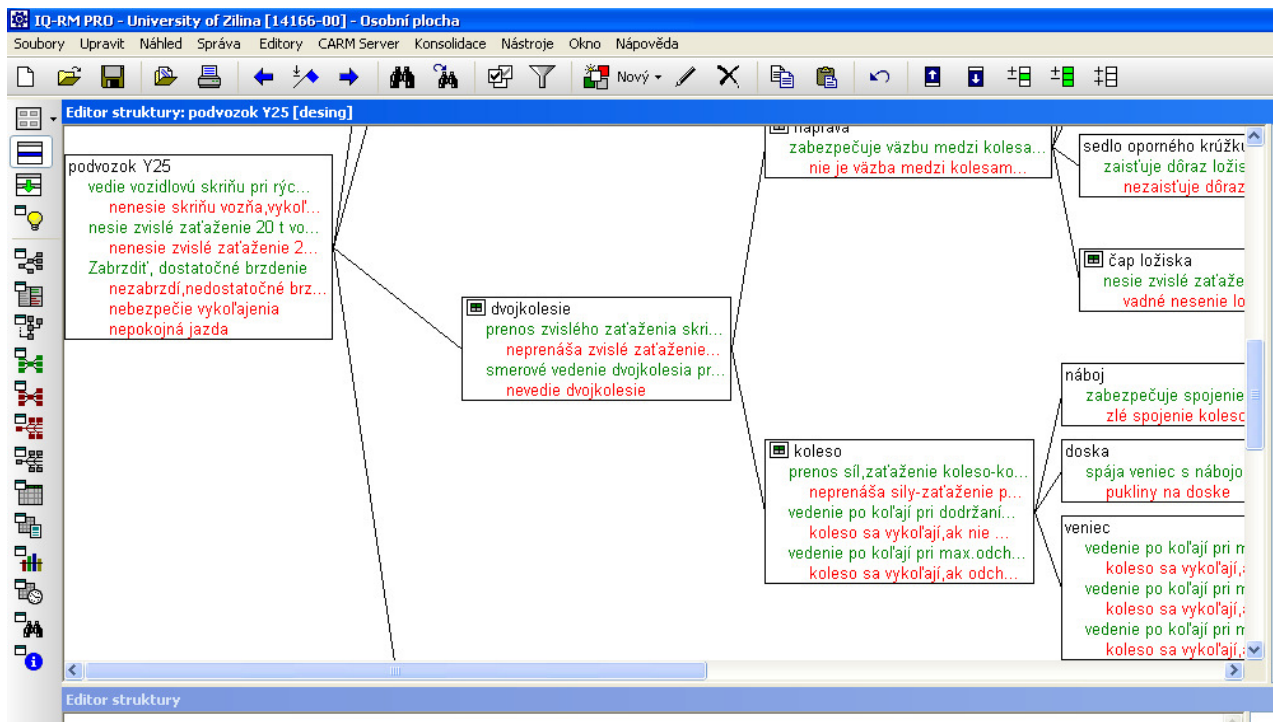 IQ-RM PRO - University of Zilina [14166-00] - Osobní plocha
Soubory Upravit Náhled Správa Editory CARM Server Konsolidace Nástroje Okno Nápověda
Nový
Editor struktury: podvozok Y25 [desing]
podvozok Y25
vedie vozidlovú skriňu pri rýc...
nenesie skriňu vozňa,vykoľ...
nesie zvislé zaťaženie 20 t vo...
nenesie zvislé zaťaženie 2...
Zabrzdiť, dostatočné brzdenie
nezabrzdí,nedostatočné brz...
nebezpečie vykoľajenia
nepokojná jazda
dvojkolesie
prenos zvislého zaťaženia skri...
neprenáša zvislé zaťaženie...
smerové vedenie dvojkolesia pr...
nevedie dvojkolesie
náprava
zabezpečuje väzbu medzi kolesa...
nie je väzba medzi kolesam...
koleso
prenos síl,zaťaženie koleso-ko...
neprenáša sily-zaťaženie p...
vedenie po koľají pri dodržaní...
koleso sa vykoľají,ak nie ...
vedenie po koľají pri max.odch...
koleso sa vykoľají,ak odch...
sedlo oporného krúžku
zaisťuje dôraz ložis
nezaisťuje dôraz
čap ložiska
nesie zvislé zaťaže
vadné nesenie lo
náboj
zabezpečuje spojenie
zlé spojenie koleso
doska
spája veniec s nábojo
pukliny na doske
veniec
vedenie po koľají pri m
koleso sa vykoľají,
vedenie po koľají pri m
koleso sa vykoľají,
vedenie po koľají pri m
koleso sa vykoľají,
Editor struktury